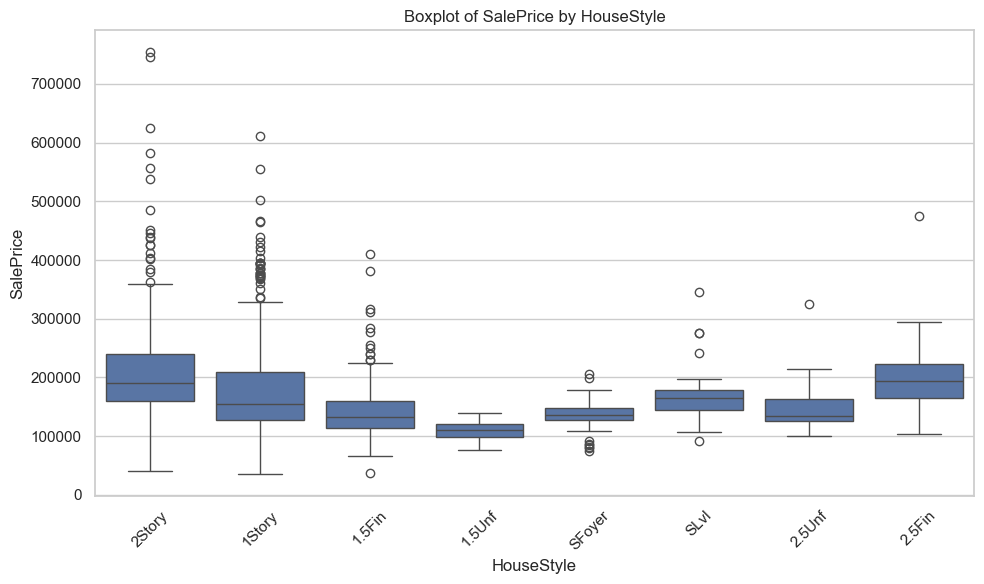 Boxplot of SalePrice by HouseStyle
SalePrice
700000
600000
500000
400000
300000
200000
100000
0
2Story
1Story
1.5Fin
1.5Unf
SFoyer
SLvl
2.5Unf
2.5Fin
HouseStyle